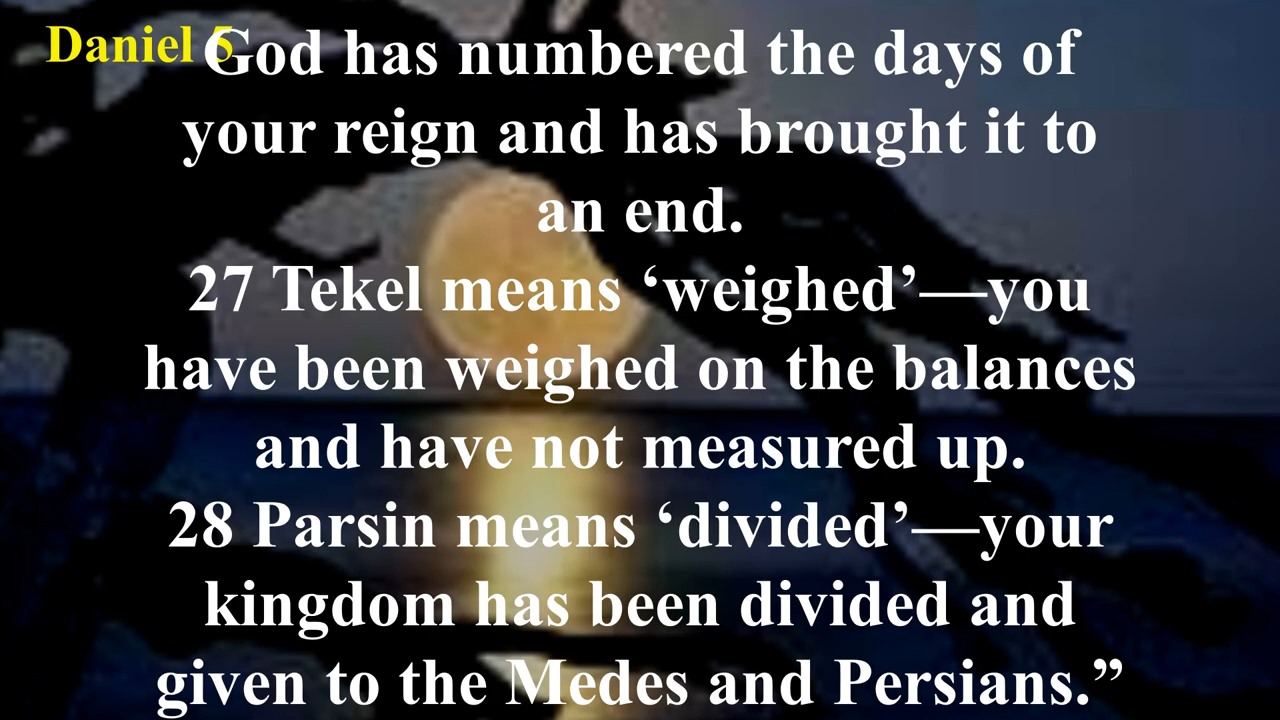 Daniel 5
God has numbered the days of
your reign and has brought it to
an end.
27 Tekel means ‘weighed’—you
have been weighed on the balances
and have not measured up.
28 Parsin means ‘divided’—your
kingdom has been divided and
given to the Medes and Persians.”